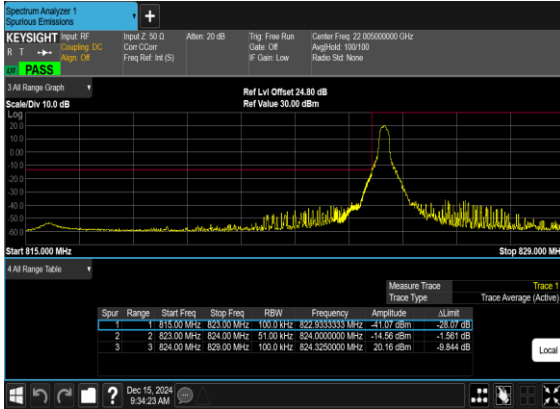 Spectrum Analyzer 1
Spurious Emissions
+
KEYSIGHT Input: RF Input Z: 50 Ω Atten: 20 dB Trig: Free Run Center Freq: 22.005000000 GHz
R T Coupling: DC Corr CCorr Gate: Off Avg|Hold: 100/100
Align: Off Freq Ref: Int (S) IF Gain: Low Radio Std: None
PASS
3 All Range Graph
Ref Lvl Offset 24.80 dB
Scale/Div 10.0 dB Ref Value 30.00 dBm
Log
20.0
10.0
0.00
-10.0
-20.0
-30.0
-40.0
-50.0
-60.0
Start 815.000 MHz Stop 829.000 MH
4 All Range Table
Measure Trace Trace 1
Trace Type Trace Average (Active)
Spur Range Start Freq Stop Freq RBW Frequency Amplitude ΔLimit
1 1 815.00 MHz 823.00 MHz 100.0 kHz 822.9333333 MHz -41.07 dBm -28.07 dB
2 2 823.00 MHz 824.00 MHz 51.00 kHz 824.0000000 MHz -14.56 dBm -1.561 dB
3 3 824.00 MHz 829.00 MHz 100.0 kHz 824.3250000 MHz 20.16 dBm -9.844 dB
Local
? Dec 15, 2024
9:34:23 AM